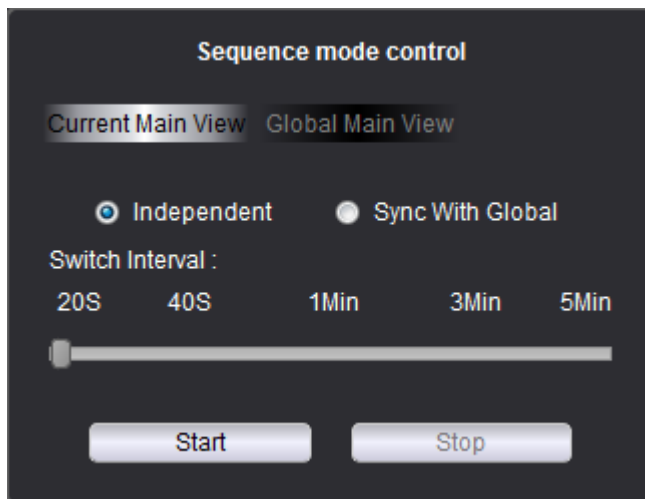 Sequence mode control
Current Main View Global Main View
Independent Sync With Global
Switch Interval :
20S 40S 1Min 3Min 5Min
Start Stop